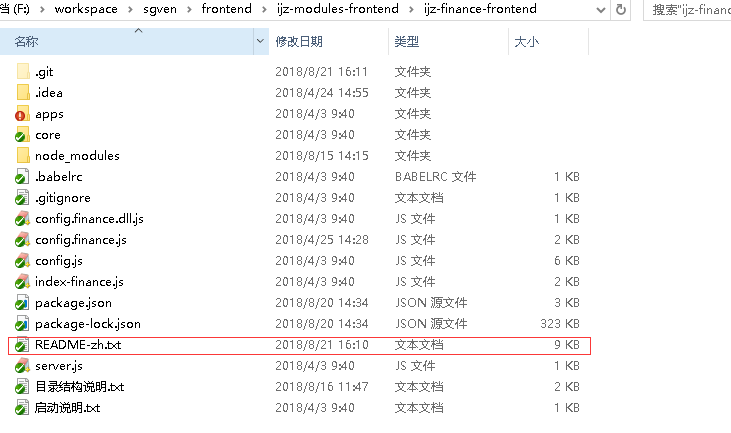 档 (F:) › workspace › sgven › frontend › ijz-modules-frontend › ijz-finance-frontend 搜索"ijz-finan
名称 修改日期 类型 大小
.git 2018/8/21 16:11 文件夹
.idea 2018/4/24 14:55 文件夹
apps 2018/4/3 9:40 文件夹
core 2018/4/3 9:40 文件夹
node_modules 2018/8/15 14:15 文件夹
.babelrc 2018/4/3 9:40 BABELRC 文件 1 KB
.gitignore 2018/4/3 9:40 文本文档 1 KB
config.finance.dll.js 2018/4/3 9:40 JS 文件 1 KB
config.finance.js 2018/4/25 14:28 JS 文件 2 KB
config.js 2018/4/3 9:40 JS 文件 6 KB
index-finance.js 2018/4/3 9:40 JS 文件 2 KB
package.json 2018/8/20 14:34 JSON 源文件 3 KB
package-lock.json 2018/8/20 14:34 JSON 源文件 323 KB
README-zh.txt 2018/8/21 16:10 文本文档 9 KB
server.js 2018/4/3 9:40 JS 文件 1 KB
目录结构说明.txt 2018/8/16 11:47 文本文档 2 KB
启动说明.txt 2018/4/3 9:40 文本文档 1 KB